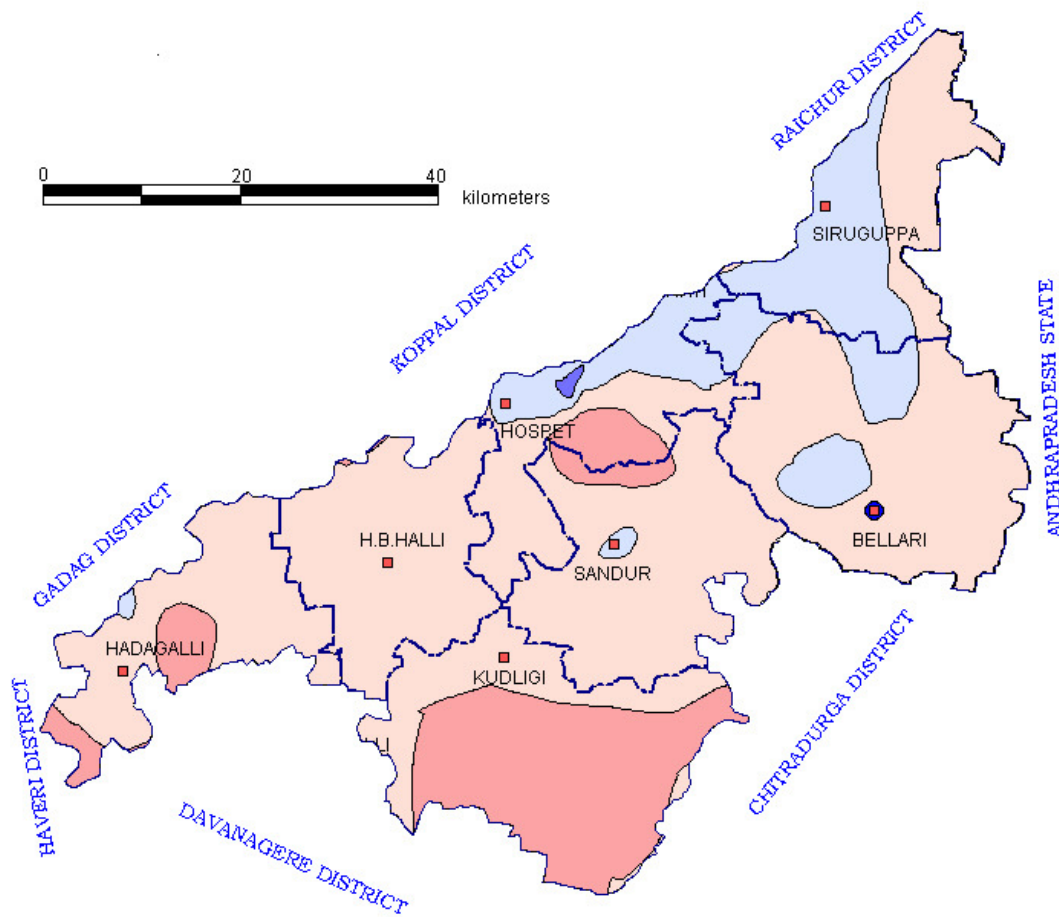 RAICHUR DISTRICT
0 20 40
kilometers
SIRUGUPPA
KOPPAL DISTRICT
ANDHRAPRADESH STATE
HOSPET
GADAG DISTRICT
H.B.HALLI
BELLARI
SANDUR
HADAGALLI
KUDLIGI
CHITRADURGA DISTRICT
HAVERI DISTRICT
DAVANAGERE DISTRICT